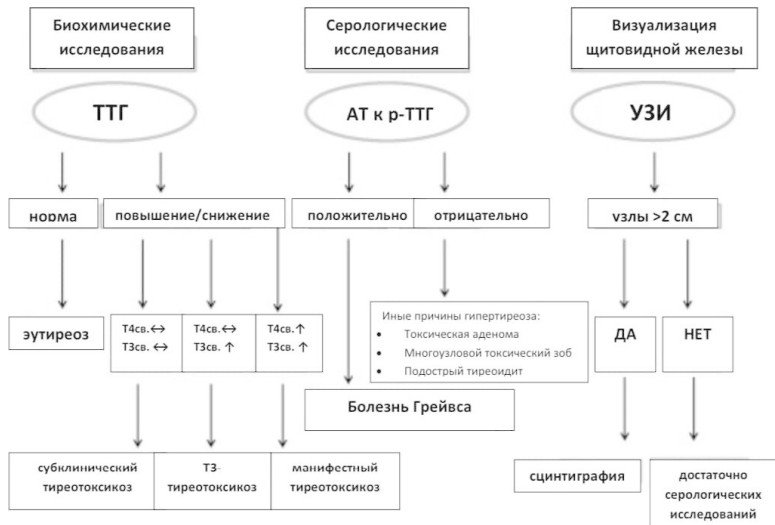 Биохимические
исследования
Серологические
исследования
Визуализация
щитовидной железы
ТТГ
АТ к р-ТТГ
УЗИ
норма
повышение/снижение
положительно
отрицательно
узлы >2 см
эутиреоз
Т4св.↔
Т3св. ↔
Т4св.↔
Т3св. ↑
Т4св.↑
Т3св. ↑
Иные причины гипертиреоза:
• Токсическая аденома
• Многоузловой токсический зоб
• Подострый тиреоидит
ДА
НЕТ
Болезнь Грейвса
субклинический
тиреотоксикоз
Т3-
тиреотоксикоз
манифестный
тиреотоксикоз
сцинтиграфия
достаточно
серологических
исследований